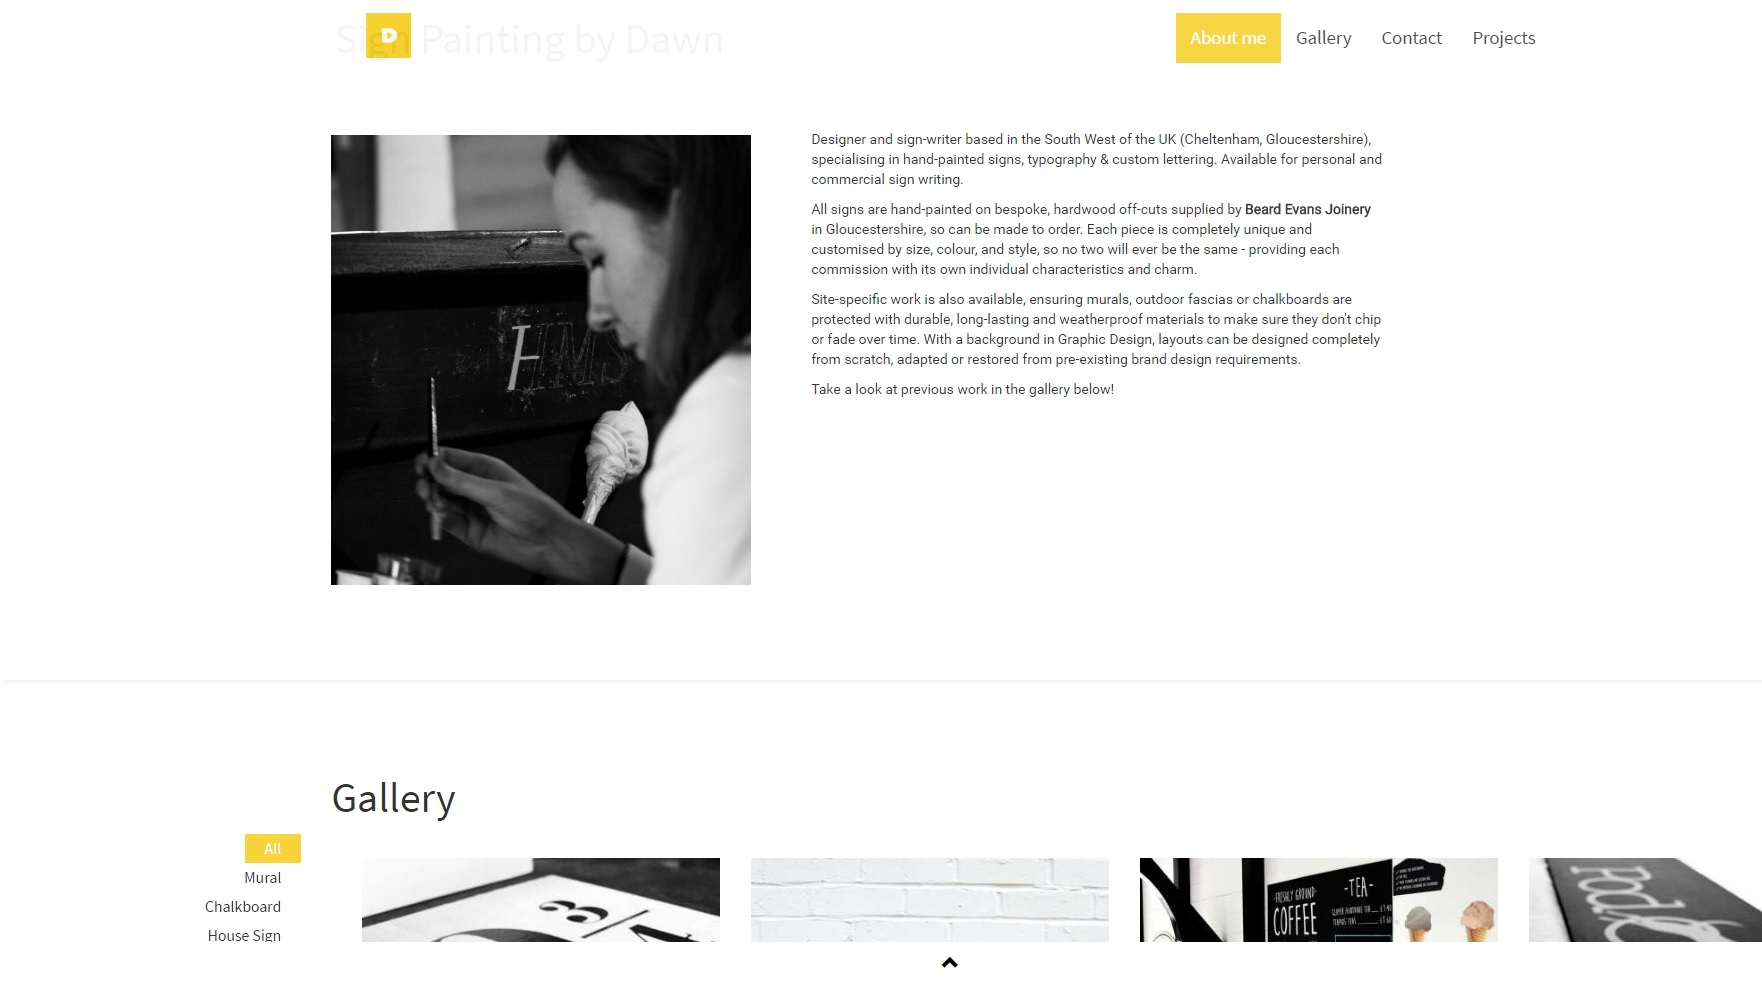 Sign Painting by Dawn
D
About me
Gallery
Contact
Projects
Designer and sign-writer based in the South West of the UK (Cheltenham, Gloucestershire),
specialising in hand-painted signs, typography & custom lettering. Available for personal and
commercial sign writing.
All signs are hand-painted on bespoke, hardwood off-cuts supplied by Beard Evans Joinery
in Gloucestershire, so can be made to order. Each piece is completely unique and
customised by size, colour, and style, so no two will ever be the same - providing each
commission with its own individual characteristics and charm.
Site-specific work is also available, ensuring murals, outdoor fascias or chalkboards are
protected with durable, long-lasting and weatherproof materials to make sure they don't chip
or fade over time. With a background in Graphic Design, layouts can be designed completely
from scratch, adapted or restored from pre-existing brand design requirements.
Take a look at previous work in the gallery below!
HMS
Gallery
All
Mural
Chalkboard
House Sign
FRESHLY GROUND
COFFEE
-TEA-
Pod &